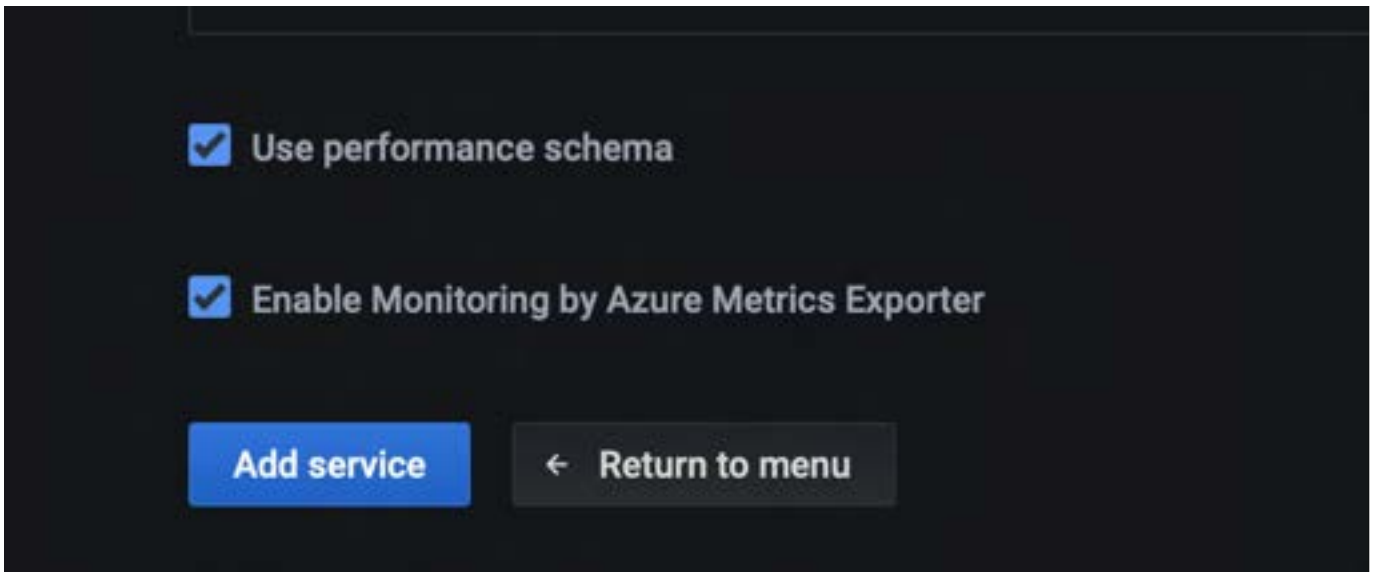 Use performance schema
Enable Monitoring by Azure Metrics Exporter
Add service
← Return to menu